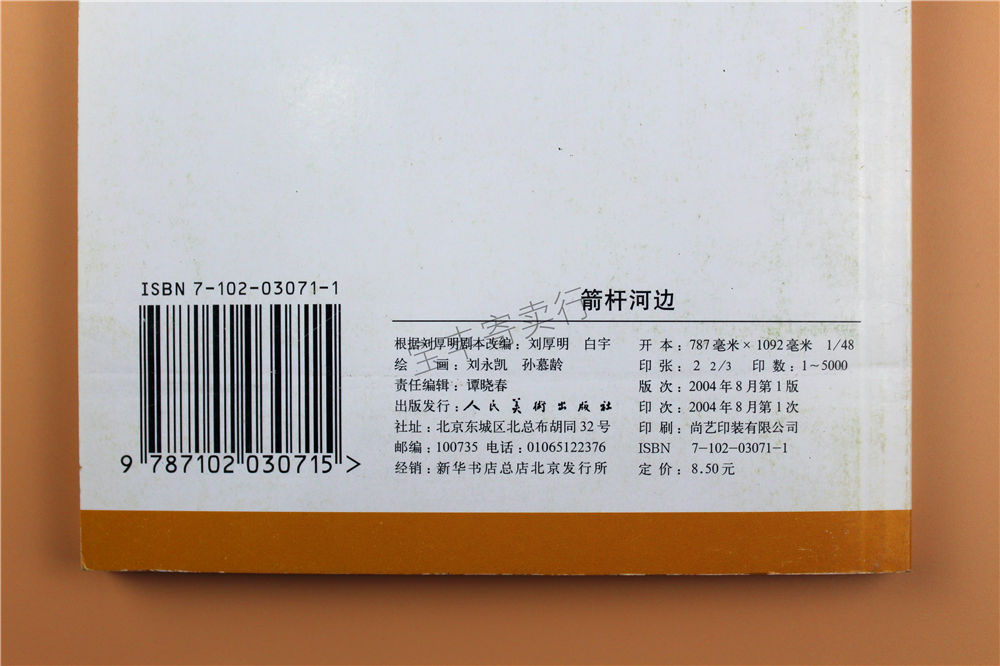 ISBN 7-102-03071-1
9 787102 030715 >
箭杆河边
根据刘厚明剧本改编：刘厚明 白宇
绘 画：刘永凯 孙慕龄
责任编辑：谭晓春
出版发行：人民美術出版社
社址：北京东城区北总布胡同32号
邮编：100735 电话：01065122376
经销：新华书店总店北京发行所
开 本：787毫米×1092毫米 1/48
印 张：2 2/3 印 数：1~5000
版 次：2004年8月第1版
印 次：2004年8月第1次
印 刷：尚艺印装有限公司
ISBN 7-102-03071-1
定 价：8.50元